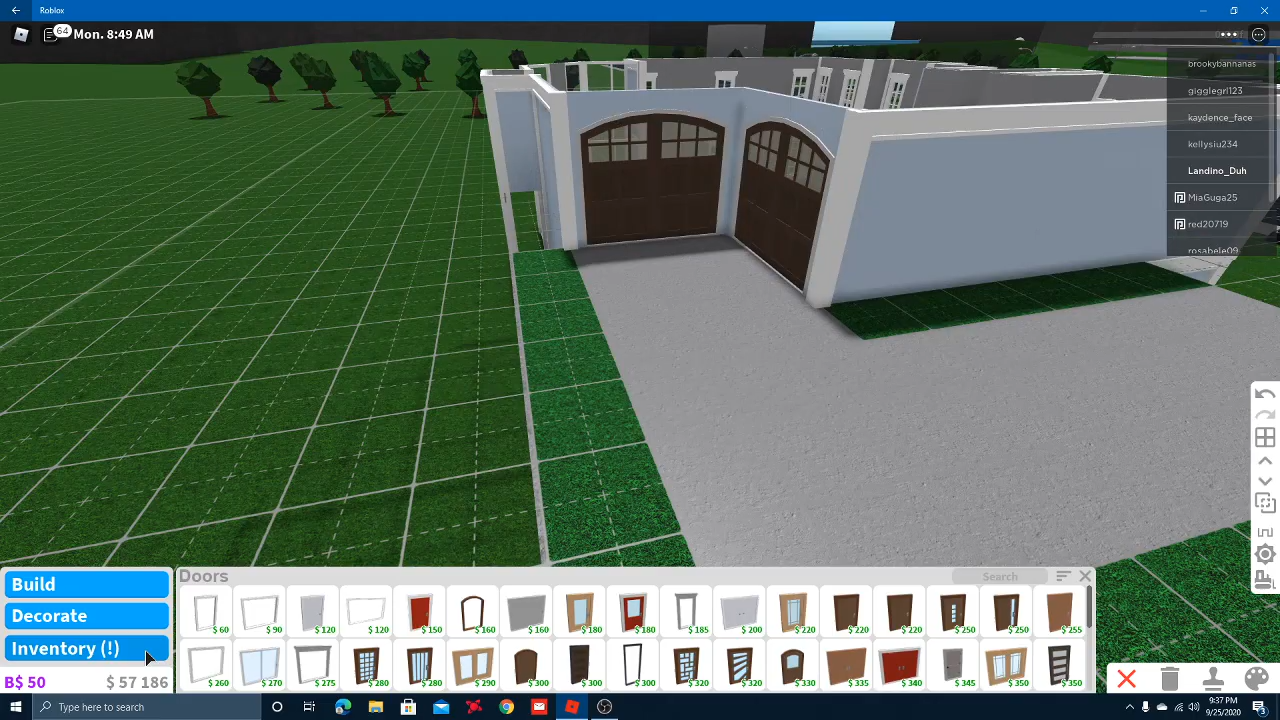 Roblox
64
Mon. 8:49 AM
brookybannanas
gigglegrl123
kaydence_face
kellysiu234
Landino_Duh
MiaGuga25
red20719
rosabele09
Build
Decorate
Inventory (!)
B$ 50
$ 57 186
Doors
Search
$ 60 $ 90 $ 120 $ 120 $ 150 $ 160 $ 160 $ 180 $ 180 $ 185 $ 200 $ 220 $ 220 $ 220 $ 250 $ 250 $ 255
$ 260 $ 270 $ 275 $ 280 $ 280 $ 290 $ 300 $ 300 $ 300 $ 320 $ 320 $ 330 $ 335 $ 340 $ 345 $ 350 $ 350
Type here to search
9:37 PM
9/25/2020
3